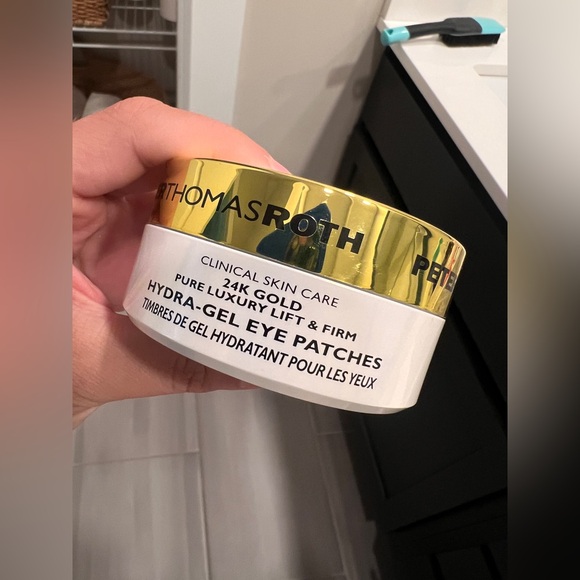 THOMASROTH
PETE
CLINICAL SKIN CARE
24K GOLD
PURE LUXURY LIFT & FIRM
HYDRA-GEL EYE PATCHES
TIMBRES DE GEL HYDRATANT POUR LES YEUX